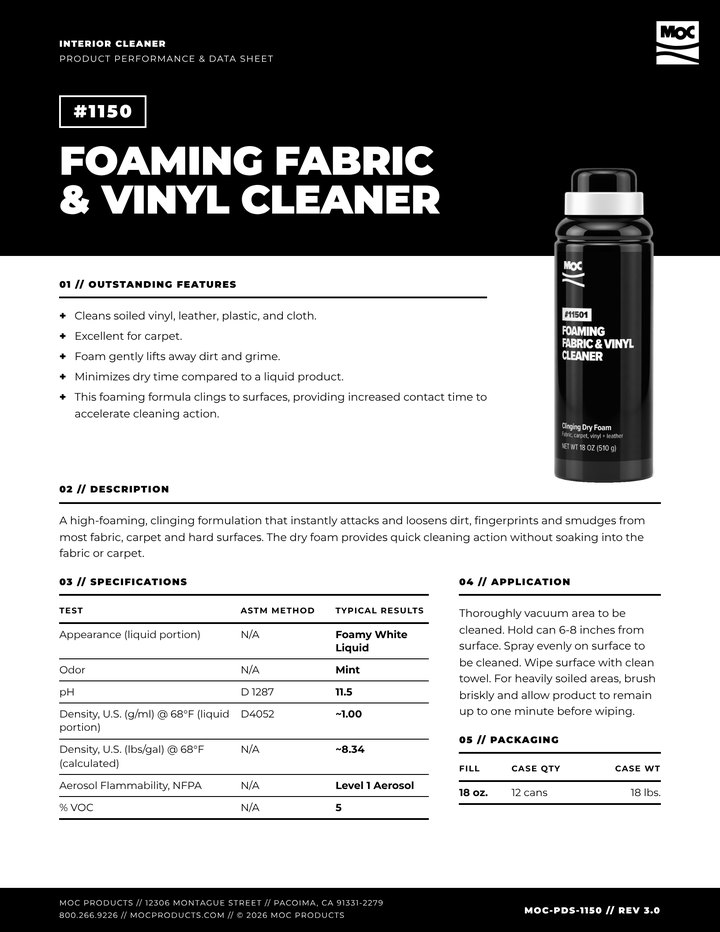 INTERIOR CLEANER
PRODUCT PERFORMANCE & DATA SHEET
MOC
#1150
FOAMING FABRIC
& VINYL CLEANER
01 // OUTSTANDING FEATURES
+ Cleans soiled vinyl, leather, plastic, and cloth.
+ Excellent for carpet.
+ Foam gently lifts away dirt and grime.
+ Minimizes dry time compared to a liquid product.
+ This foaming formula clings to surfaces, providing increased contact time to
accelerate cleaning action.
MOC
#11501
FOAMING
FABRIC & VINYL
CLEANER
Clinging Dry Foam
Fabric, carpet, vinyl + leather
NET WT 18 OZ (510 g)
02 // DESCRIPTION
A high-foaming, clinging formulation that instantly attacks and loosens dirt, fingerprints and smudges from
most fabric, carpet and hard surfaces. The dry foam provides quick cleaning action without soaking into the
fabric or carpet.
03 // SPECIFICATIONS
TEST ASTM METHOD TYPICAL RESULTS
Appearance (liquid portion) N/A Foamy White
Liquid
Odor N/A Mint
pH D 1287 11.5
Density, U.S. (g/ml) @ 68°F (liquid D4052 ~1.00
portion)
Density, U.S. (lbs/gal) @ 68°F N/A ~8.34
(calculated)
Aerosol Flammability, NFPA N/A Level 1 Aerosol
% VOC N/A 5
04 // APPLICATION
Thoroughly vacuum area to be
cleaned. Hold can 6-8 inches from
surface. Spray evenly on surface to
be cleaned. Wipe surface with clean
towel. For heavily soiled areas, brush
briskly and allow product to remain
up to one minute before wiping.
05 // PACKAGING
FILL CASE QTY CASE WT
18 oz. 12 cans 18 lbs.
MOC PRODUCTS // 12306 MONTAGUE STREET // PACOIMA, CA 91331-2279
800.266.9226 // MOCPRODUCTS.COM // © 2026 MOC PRODUCTS
MOC-PDS-1150 // REV 3.0